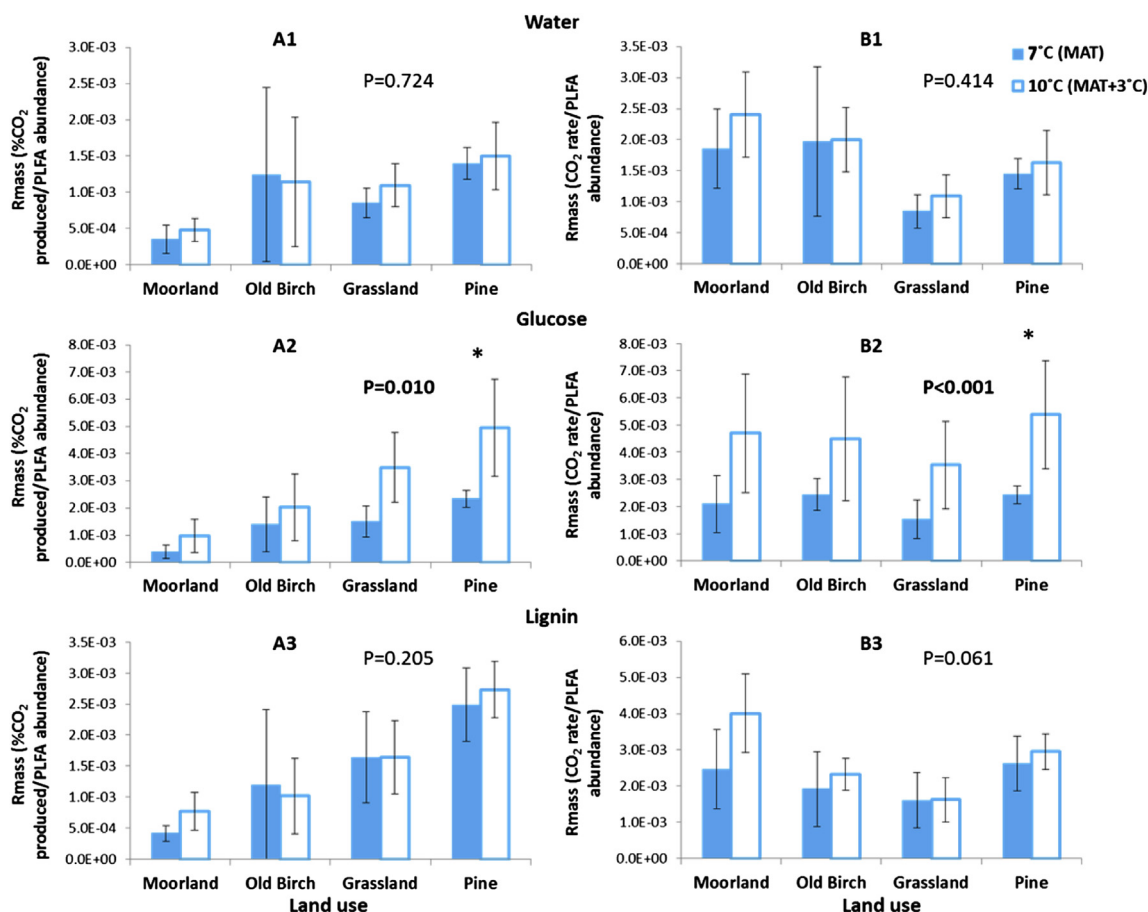 Water
A1
Rmass (%CO₂
produced/PLFA abundance)
3.0E-03
2.5E-03
2.0E-03
1.5E-03
1.0E-03
5.0E-04
0.0E+00
P=0.724
Moorland Old Birch Grassland Pine
B1
Rmass (CO₂ rate/PLFA
abundance)
3.5E-03
3.0E-03
2.5E-03
2.0E-03
1.5E-03
1.0E-03
5.0E-04
0.0E+00
P=0.414
7˚C (MAT)
10˚C (MAT+3˚C)
Moorland Old Birch Grassland Pine
Glucose
A2
Rmass (%CO₂
produced/PLFA abundance)
8.0E-03
7.0E-03
6.0E-03
5.0E-03
4.0E-03
3.0E-03
2.0E-03
1.0E-03
0.0E+00
P=0.010
*
Moorland Old Birch Grassland Pine
B2
Rmass (CO₂ rate/PLFA
abundance)
8.0E-03
7.0E-03
6.0E-03
5.0E-03
4.0E-03
3.0E-03
2.0E-03
1.0E-03
0.0E+00
P<0.001
*
Moorland Old Birch Grassland Pine
Lignin
A3
Rmass (%CO₂
produced/PLFA abundance)
3.5E-03
3.0E-03
2.5E-03
2.0E-03
1.5E-03
1.0E-03
5.0E-04
0.0E+00
P=0.205
Moorland Old Birch Grassland Pine
Land use
B3
Rmass (CO₂ rate/PLFA
abundance)
6.0E-03
5.0E-03
4.0E-03
3.0E-03
2.0E-03
1.0E-03
0.0E+00
P=0.061
Moorland Old Birch Grassland Pine
Land use